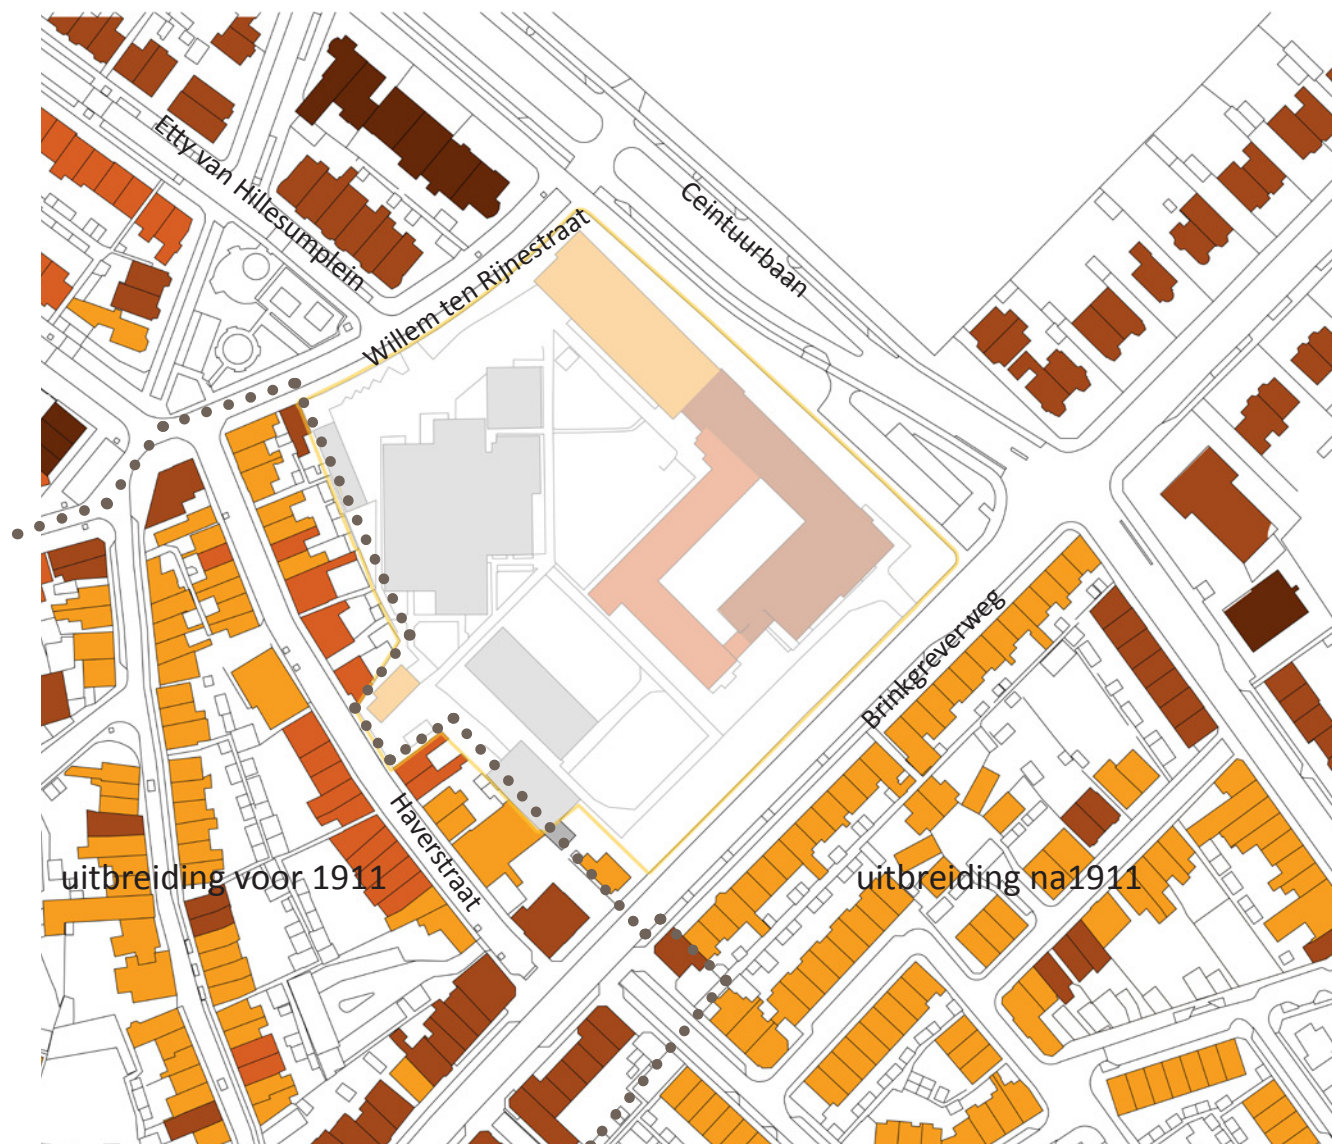 Etty van Hillesumplein
Willem ten Rijnestraat
Ceintuurbaan
Brinkgreverweg
Haverstraat
uitbreiding voor 1911
uitbreiding na1911